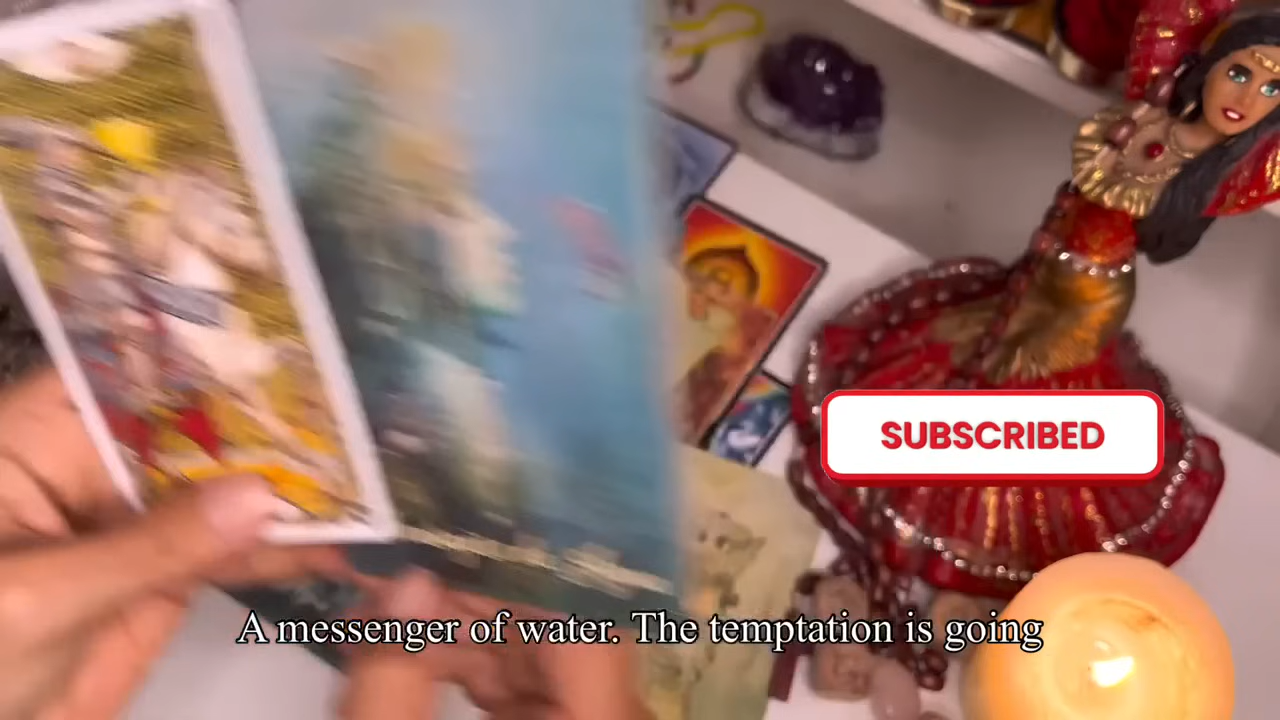 SUBSCRIBED
A messenger of water. The temptation is going